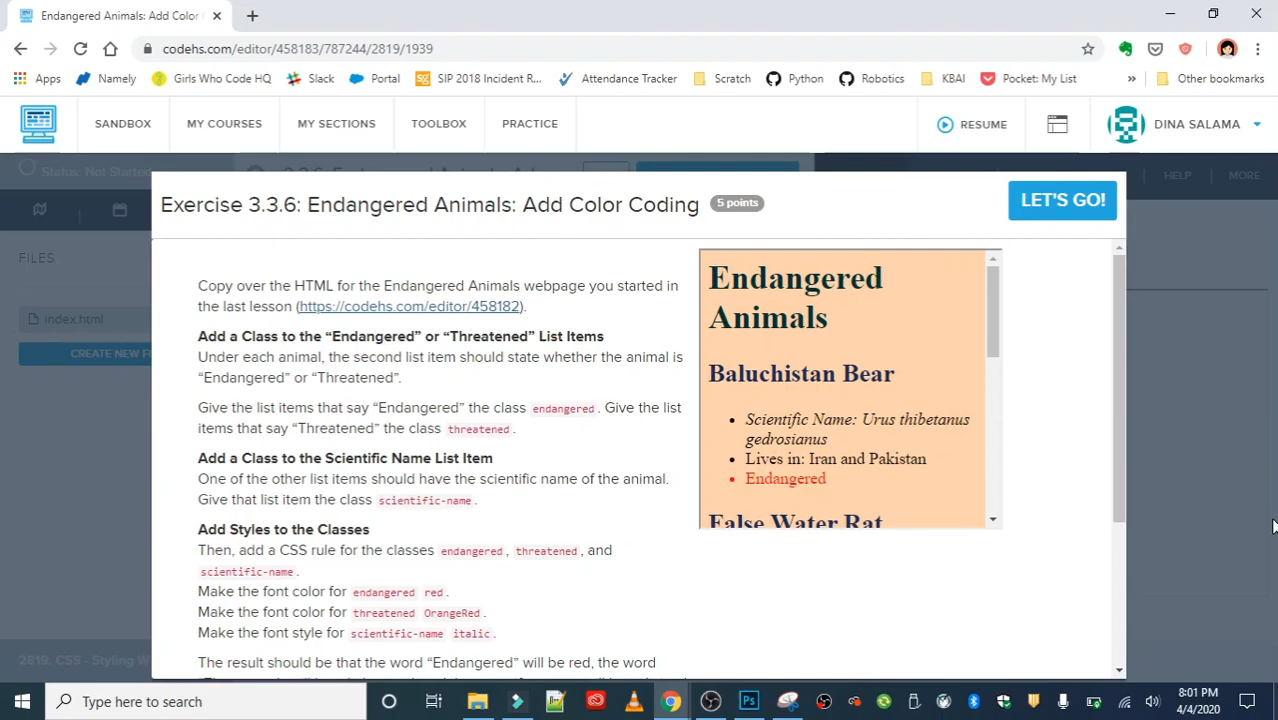 Endangered Animals: Add Color
codehs.com/editor/458183/787244/2819/1939
Apps Namely Girls Who Code HQ Slack Portal SIP 2018 Incident R... Attendance Tracker Scratch Python Robotics KBAI Pocket: My List » Other bookmarks
SANDBOX MY COURSES MY SECTIONS TOOLBOX PRACTICE RESUME DINA SALAMA
Status: Not Started HELP MORE
Exercise 3.3.6: Endangered Animals: Add Color Coding 5 points LET'S GO!
FILES
index.html
CREATE NEW F
Copy over the HTML for the Endangered Animals webpage you started in
the last lesson (https://codehs.com/editor/458182).
Add a Class to the “Endangered” or “Threatened” List Items
Under each animal, the second list item should state whether the animal is
“Endangered” or “Threatened”.
Give the list items that say “Endangered” the class endangered. Give the list
items that say “Threatened” the class threatened.
Add a Class to the Scientific Name List Item
One of the other list items should have the scientific name of the animal.
Give that list item the class scientific-name.
Add Styles to the Classes
Then, add a CSS rule for the classes endangered, threatened, and
scientific-name.
Make the font color for endangered red.
Make the font color for threatened OrangeRed.
Make the font style for scientific-name italic.
The result should be that the word “Endangered” will be red, the word
Endangered
Animals
Baluchistan Bear
• Scientific Name: Urus thibetanus
gedrosianus
• Lives in: Iran and Pakistan
• Endangered
False Water Rat
2819. CSS - Styling W
Type here to search
8:01 PM
4/4/2020